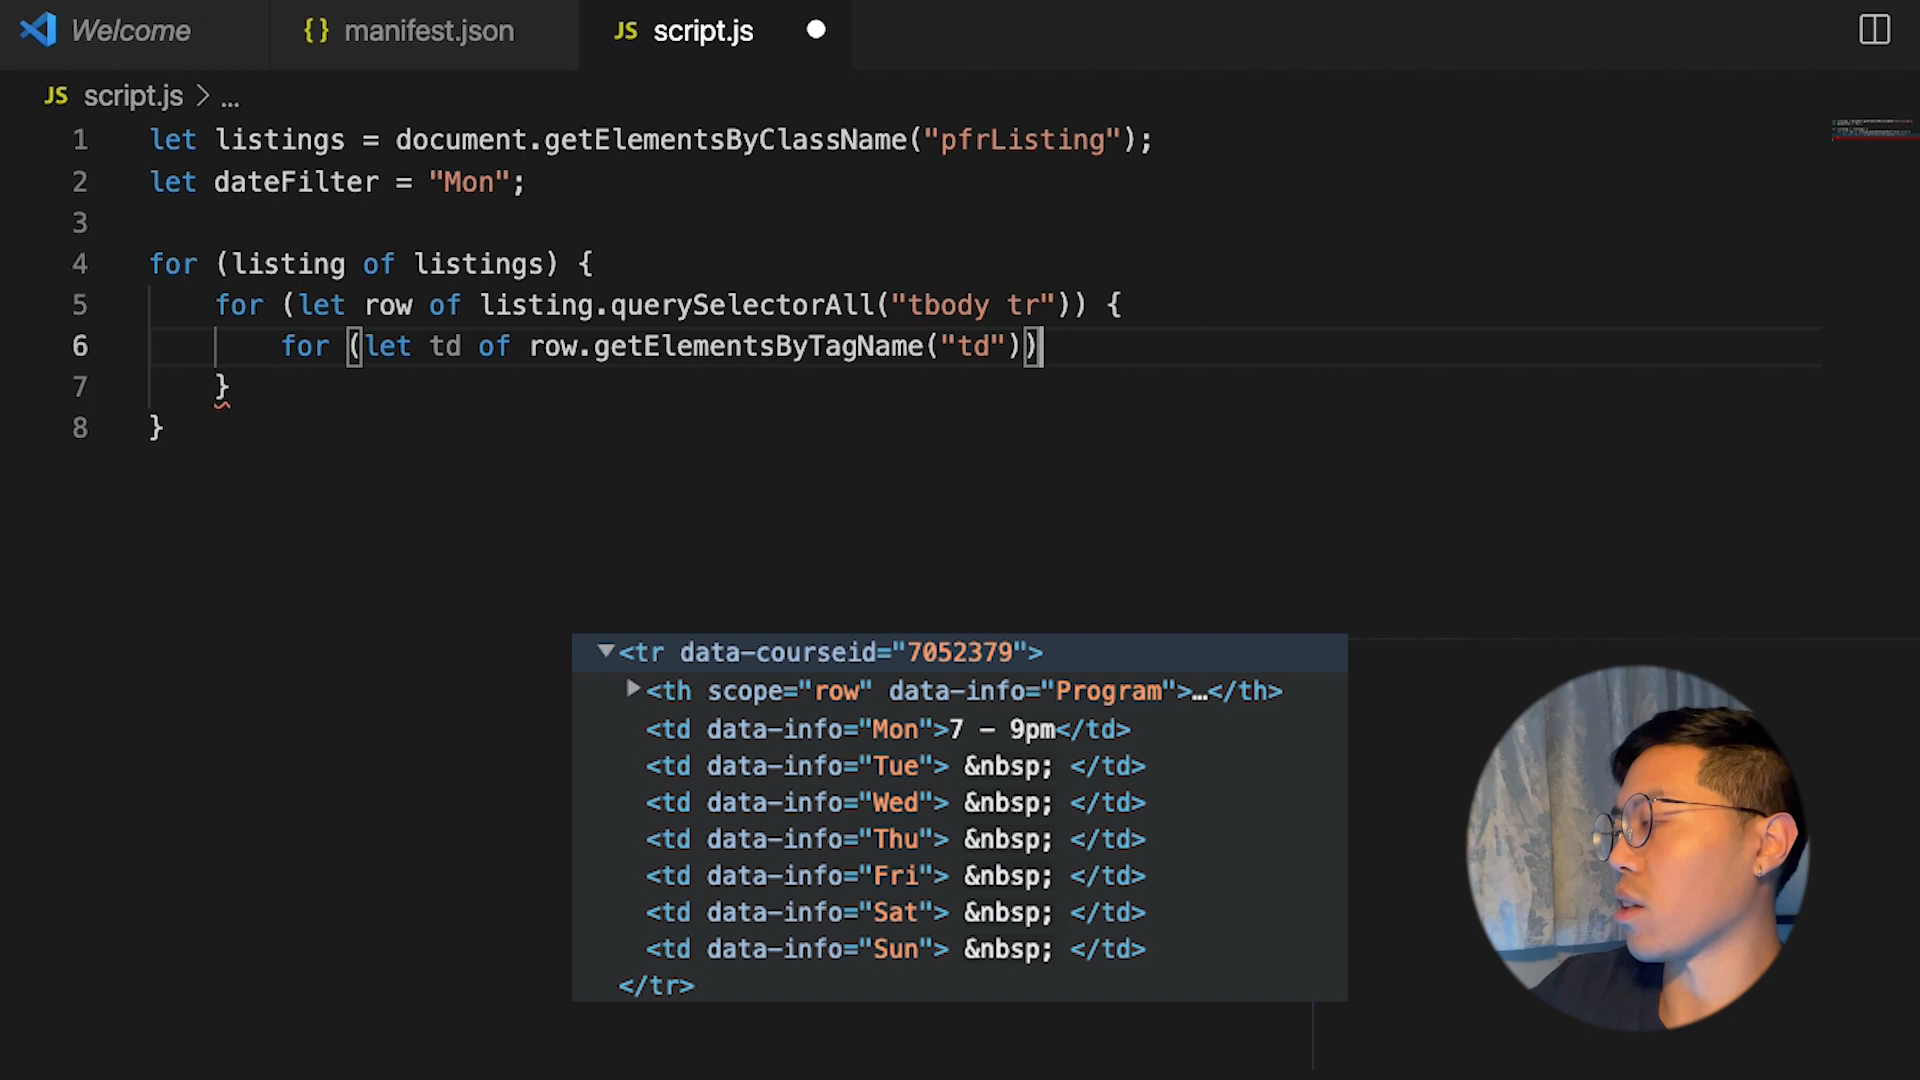 Welcome
{ } manifest.json
JS script.js
JS script.js > ...
1 let listings = document.getElementsByClassName("pfrListing");
2 let dateFilter = "Mon";
3
4 for (listing of listings) {
5 for (let row of listing.querySelectorAll("tbody tr")) {
6 for (let td of row.getElementsByTagName("td"))
7 }
8 }
<tr data-courseid="7052379">
<th scope="row" data-info="Program">…</th>
<td data-info="Mon">7 – 9pm</td>
<td data-info="Tue"> &nbsp; </td>
<td data-info="Wed"> &nbsp; </td>
<td data-info="Thu"> &nbsp; </td>
<td data-info="Fri"> &nbsp; </td>
<td data-info="Sat"> &nbsp; </td>
<td data-info="Sun"> &nbsp; </td>
</tr>